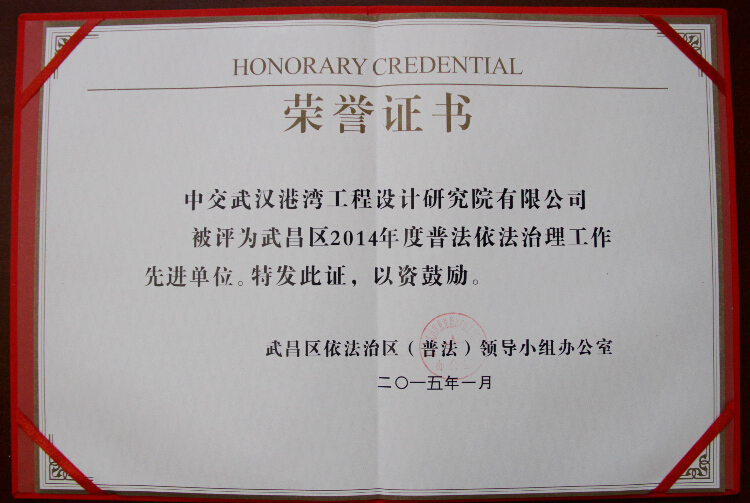 HONORARY CREDENTIAL
荣誉证书
中交武汉港湾工程设计研究院有限公司
被评为武昌区2014年度普法依法治理工作
先进单位。特发此证，以资鼓励。
武昌区依法治区（普法）领导小组办公室
二〇一五年一月